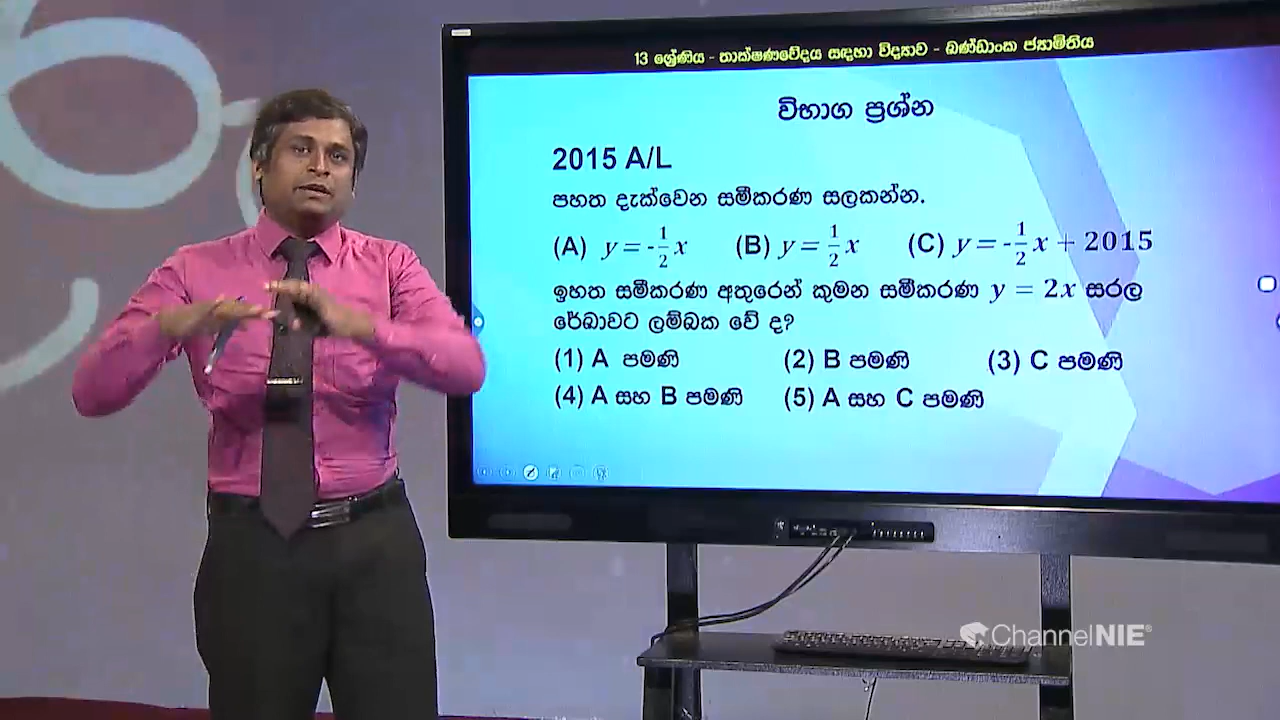 13 ශ්‍රේණිය - තාක්ෂණවේදය සඳහා විද්‍යාව - ඛණ්ඩාංක ජ්‍යාමිතිය
විභාග ප්‍රශ්න
2015 A/L
පහත දැක්වෙන සමීකරණ සලකන්න.
(A) y = -1/2 x (B) y = 1/2 x (C) y = -1/2 x + 2015
ඉහත සමීකරණ අතුරෙන් කුමන සමීකරණ y = 2x සරල
රේඛාවට ලම්බක වේ ද?
(1) A පමණි (2) B පමණි (3) C පමණි
(4) A සහ B පමණි (5) A සහ C පමණි
ChannelNIE®